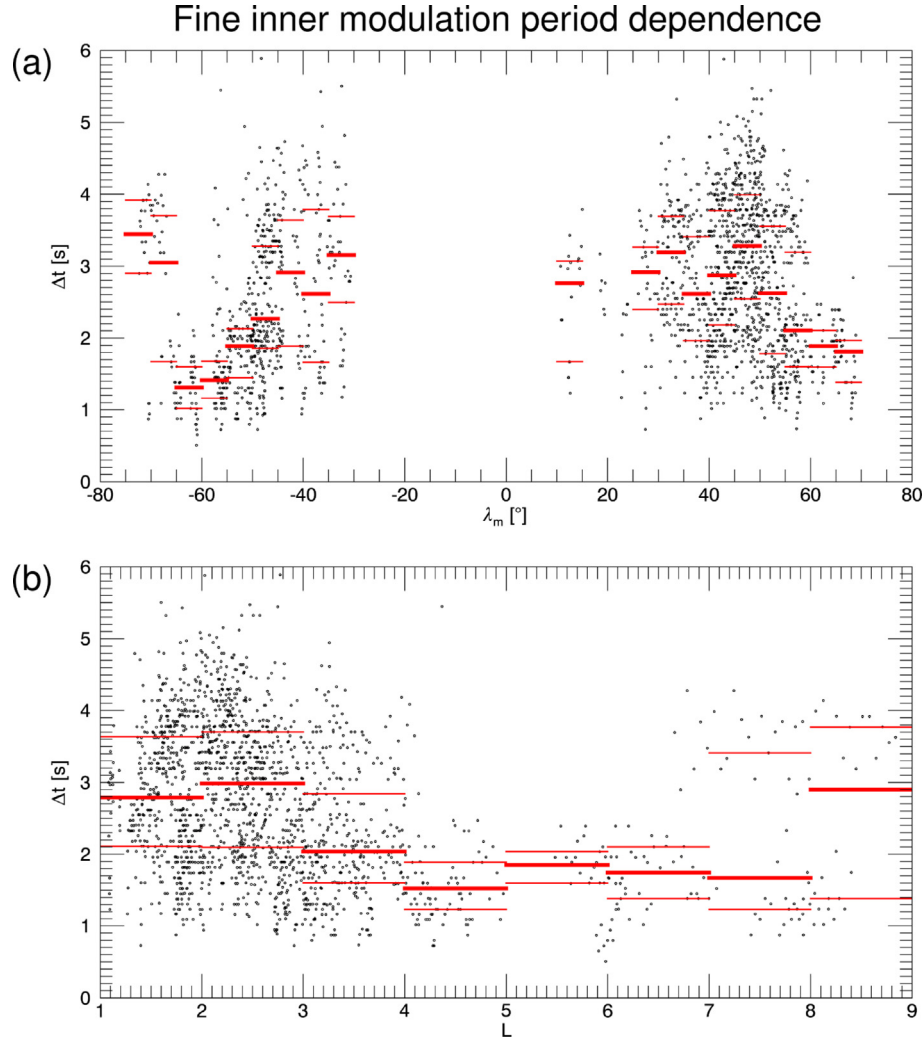 Fine inner modulation period dependence
(a)
6
5
4
3
2
1
0
Δt [s]
-80 -60 -40 -20 0 20 40 60 80
λm [°]
(b)
6
5
4
3
2
1
0
Δt [s]
1 2 3 4 5 6 7 8 9
L